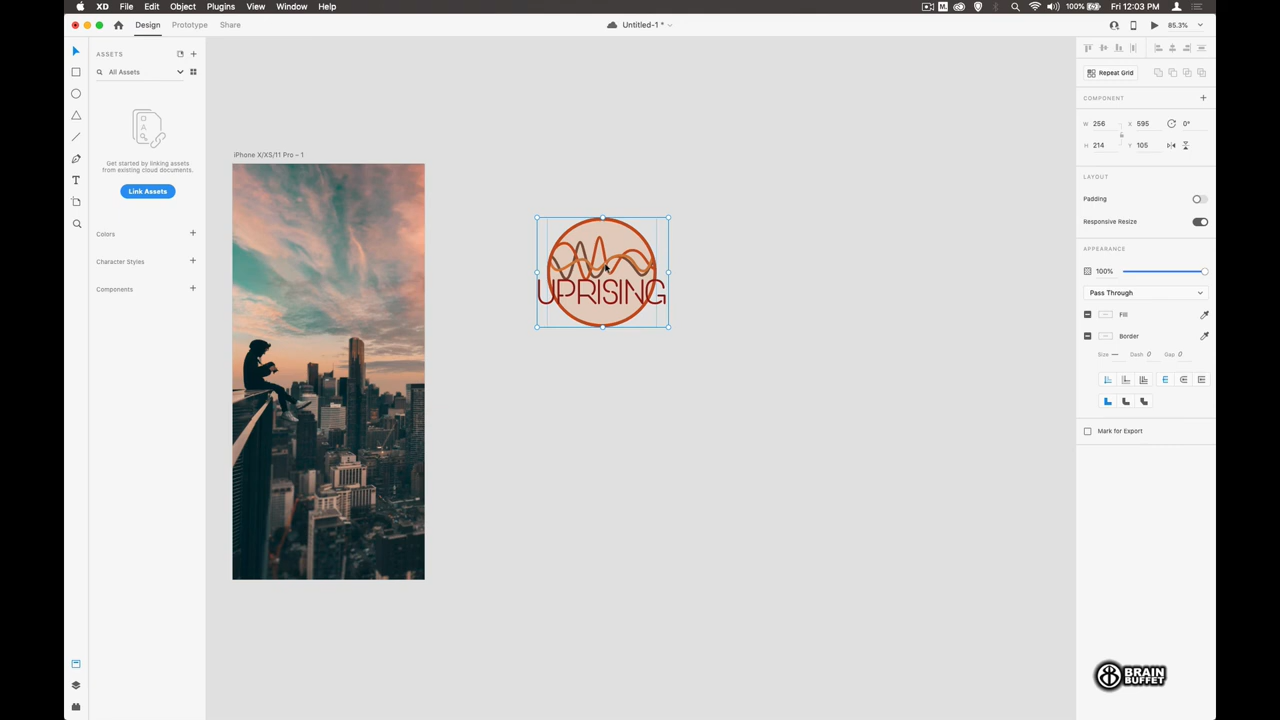 XD File Edit Object Plugins View Window Help
100% Fri 12:03 PM
Design Prototype Share
Untitled-1 *
85.3%
ASSETS
All Assets
Get started by linking assets
from existing cloud documents.
Link Assets
Colors
Character Styles
Components
iPhone X/XS/11 Pro – 1
UPRISING
Repeat Grid
COMPONENT
W 256 X 595 0°
H 214 Y 105
LAYOUT
Padding
Responsive Resize
APPEARANCE
100%
Pass Through
Fill
Border
Size — Dash 0 Gap 0
Mark for Export
BRAIN
BUFFET